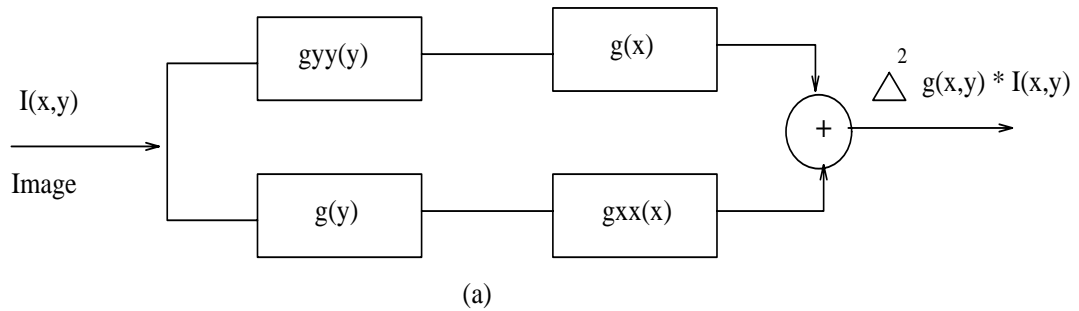 gyy(y)
g(x)
2
△ g(x,y) * I(x,y)
I(x,y)
+
Image
g(y)
gxx(x)
(a)